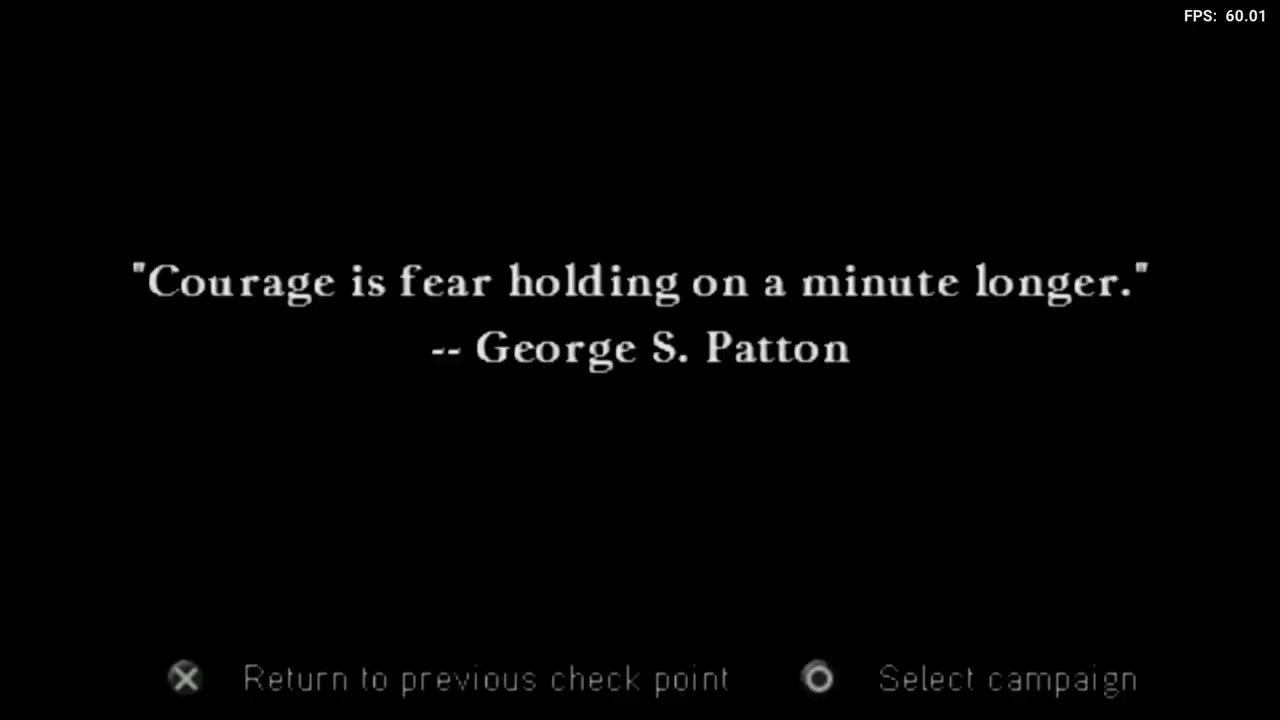 FPS: 60.01
"Courage is fear holding on a minute longer."
-- George S. Patton
Return to previous check point Select campaign